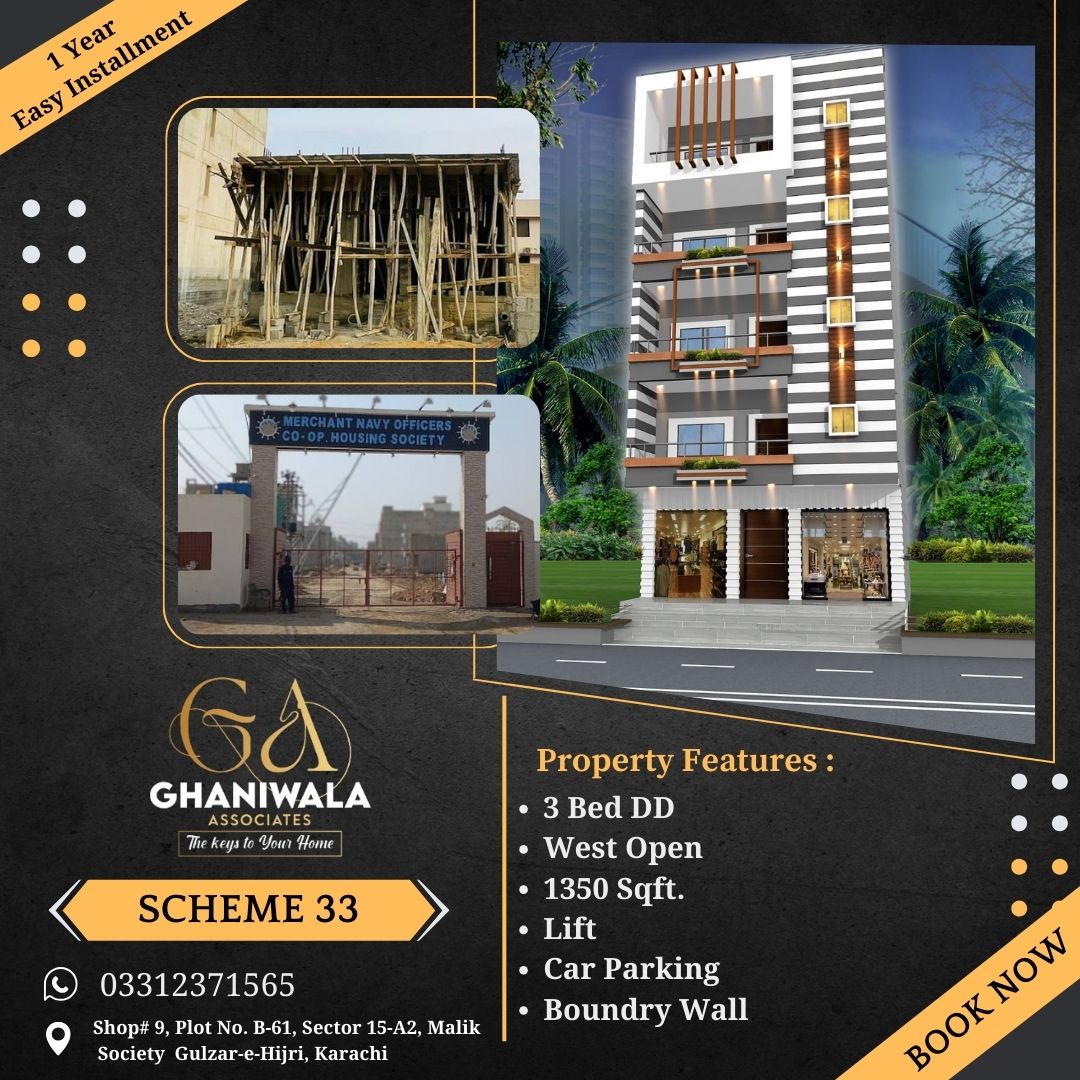 1 Year
Easy Installment
MERCHANT NAVY OFFICERS
CO-OP. HOUSING SOCIETY
GA
GHANIWALA
ASSOCIATES
The keys to Your Home
SCHEME 33
03312371565
Shop# 9, Plot No. B-61, Sector 15-A2, Malik
Society Gulzar-e-Hijri, Karachi
Property Features :
• 3 Bed DD
• West Open
• 1350 Sqft.
• Lift
• Car Parking
• Boundry Wall
BOOK NOW